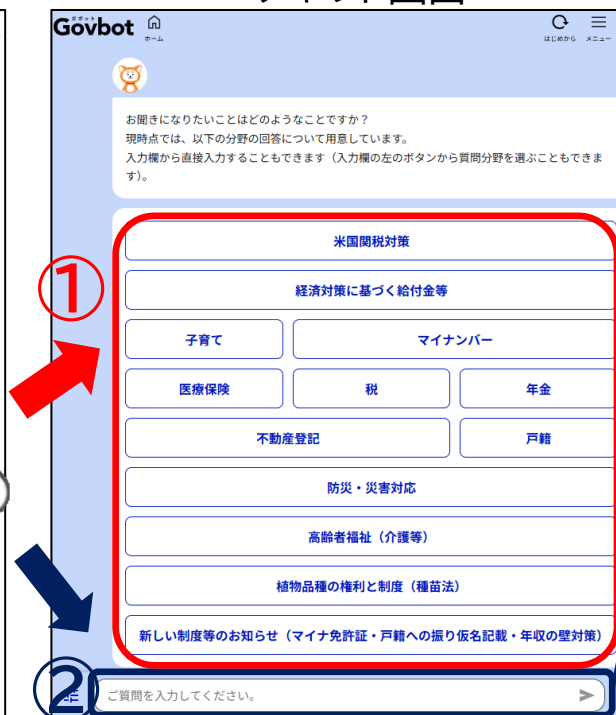 ガボット
Govbot
ホーム
はじめから
メニュー
お聞きになりたいことはどのようなことですか？
現時点では、以下の分野の回答について用意しています。
入力欄から直接入力することもできます（入力欄の左のボタンから質問分野を選ぶこともできま
す）。
①
米国関税対策
経済対策に基づく給付金等
子育て
マイナンバー
医療保険
税
年金
不動産登記
戸籍
防災・災害対応
高齢者福祉（介護等）
植物品種の権利と制度（種苗法）
新しい制度等のお知らせ（マイナ免許証・戸籍への振り仮名記載・年収の壁対策）
②
ご質問を入力してください。